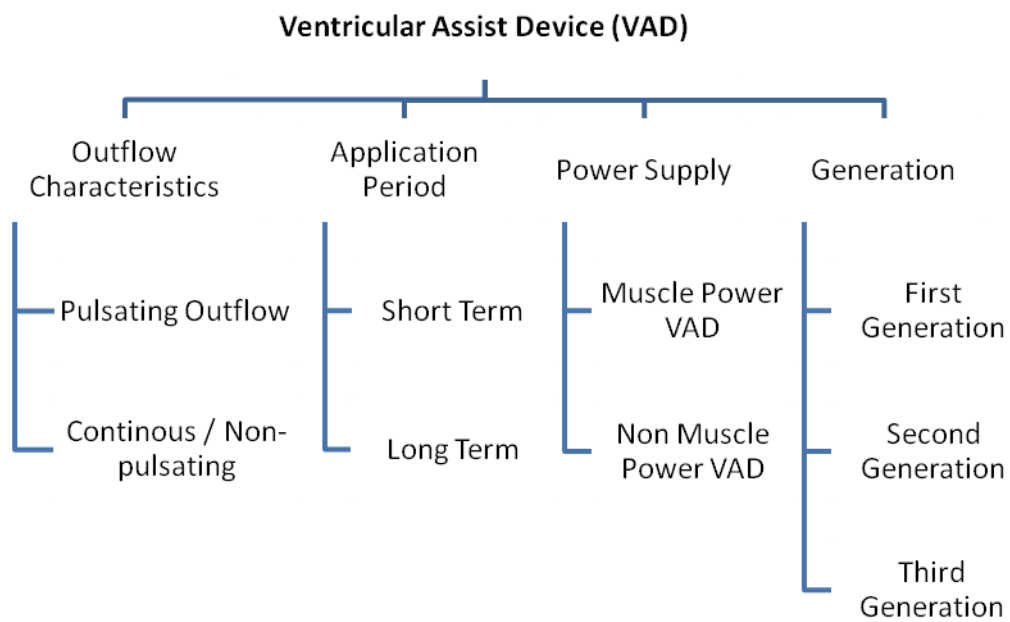 Ventricular Assist Device (VAD)
Outflow
Characteristics
Pulsating Outflow
Continous / Non-
pulsating
Application
Period
Short Term
Long Term
Power Supply
Muscle Power
VAD
Non Muscle
Power VAD
Generation
First
Generation
Second
Generation
Third
Generation